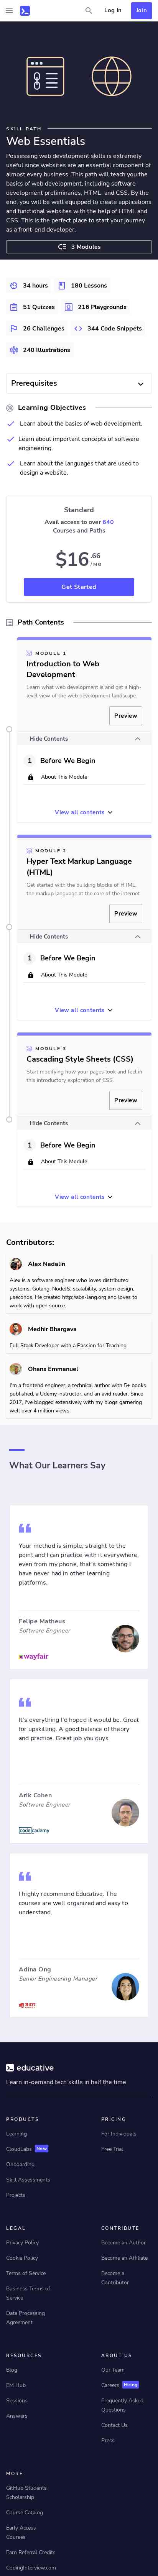 Log In
Join
SKILL PATH
Web Essentials
Possessing web development skills is extremely
useful since websites are an essential component of
almost every business. This path will teach you the
basics of web development, including software
development preliminaries, HTML, and CSS. By the
end, you will be well equipped to create applications
and functional websites with the help of HTML and
CSS. This is the perfect place to start your journey
as a front-end developer.
3 Modules
34 hours
180 Lessons
51 Quizzes
216 Playgrounds
26 Challenges
344 Code Snippets
240 Illustrations
Prerequisites
Learning Objectives
Learn about the basics of web development.
Learn about important concepts of software
engineering.
Learn about the languages that are used to
design a website.
Standard
Avail access to over 640
Courses and Paths
$16.66
/MO
Get Started
Path Contents
MODULE 1
Introduction to Web
Development
Learn what web development is and get a high-
level view of the web development landscape.
Preview
Hide Contents
1 Before We Begin
About This Module
View all contents
MODULE 2
Hyper Text Markup Language
(HTML)
Get started with the building blocks of HTML,
the markup language at the core of the internet.
Preview
Hide Contents
1 Before We Begin
About This Module
View all contents
MODULE 3
Cascading Style Sheets (CSS)
Start modifying how your pages look and feel in
this introductory exploration of CSS.
Preview
Hide Contents
1 Before We Begin
About This Module
View all contents
Contributors:
Alex Nadalin
Alex is a software engineer who loves distributed
systems, Golang, NodeJS, scalability, system design,
and security. He created http://labs-lang.org and loves to
work with open source.
Medhir Bhargava
Full Stack Developer with a Passion for Teaching
Ohans Emmanuel
I'm a frontend engineer, a technical author with 5+ books
published, a Udemy instructor, and an avid reader. Since
2017, I've blogged extensively with my blogs garnering
well over 4 million views.
What Our Learners Say
Your method is simple, straight to the
point and I can practice with it everywhere,
even from my phone, that's something I
have never had in other learning
platforms.
Felipe Matheus
Software Engineer
wayfair
It's everything I'd hoped it would be. Great
for upskilling. A good balance of theory
and practice. Great job you guys
Arik Cohen
Software Engineer
codecademy
I highly recommend Educative. The
courses are well organized and easy to
understand.
Adina Ong
Senior Engineering Manager
RIOT
educative
Learn in-demand tech skills in half the time
PRODUCTS
Learning
CloudLabs New
Onboarding
Skill Assessments
Projects
PRICING
For Individuals
Free Trial
LEGAL
Privacy Policy
Cookie Policy
Terms of Service
Business Terms of
Service
Data Processing
Agreement
CONTRIBUTE
Become an Author
Become an Affiliate
Become a
Contributor
RESOURCES
Blog
EM Hub
Sessions
Answers
ABOUT US
Our Team
Careers Hiring
Frequently Asked
Questions
Contact Us
Press
MORE
GitHub Students
Scholarship
Course Catalog
Early Access
Courses
Earn Referral Credits
CodingInterview.com